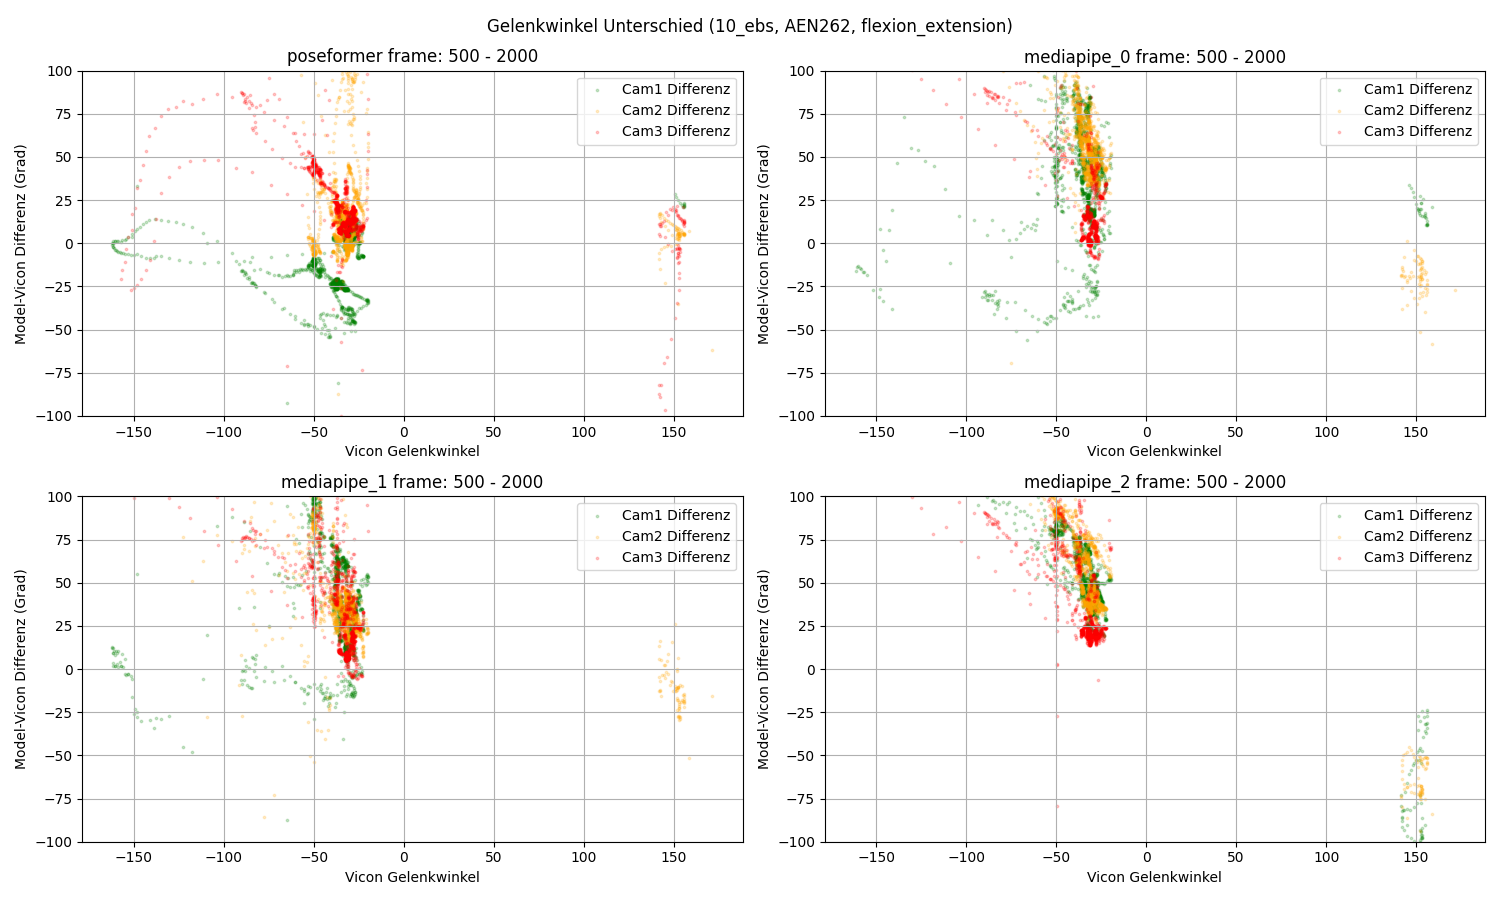 Gelenkwinkel Unterschied (10_ebs, AEN262, flexion_extension)
poseformer frame: 500 - 2000
100
75
50
25
0
−25
−50
−75
−100
Model-Vicon Differenz (Grad)
Cam1 Differenz
Cam2 Differenz
Cam3 Differenz
−150 −100 −50 0 50 100 150
Vicon Gelenkwinkel
mediapipe_0 frame: 500 - 2000
100
75
50
25
0
−25
−50
−75
−100
Model-Vicon Differenz (Grad)
Cam1 Differenz
Cam2 Differenz
Cam3 Differenz
−150 −100 −50 0 50 100 150
Vicon Gelenkwinkel
mediapipe_1 frame: 500 - 2000
100
75
50
25
0
−25
−50
−75
−100
Model-Vicon Differenz (Grad)
Cam1 Differenz
Cam2 Differenz
Cam3 Differenz
−150 −100 −50 0 50 100 150
Vicon Gelenkwinkel
mediapipe_2 frame: 500 - 2000
100
75
50
25
0
−25
−50
−75
−100
Model-Vicon Differenz (Grad)
Cam1 Differenz
Cam2 Differenz
Cam3 Differenz
−150 −100 −50 0 50 100 150
Vicon Gelenkwinkel